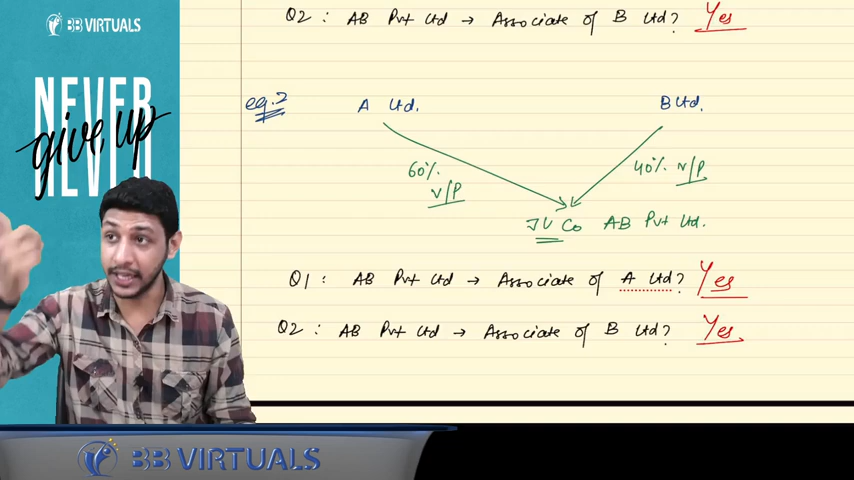 BB VIRTUALS
NEVER
give up
NEVER
Q2 : AB Pvt Ltd → Associate of B Ltd? Yes
eg.2
A Ltd.
B Ltd.
60%
V/P
40% V/P
JV Co AB Pvt Ltd.
Q1 : AB Pvt Ltd → Associate of A Ltd? Yes
Q2 : AB Pvt Ltd → Associate of B Ltd? Yes
BB VIRTUALS